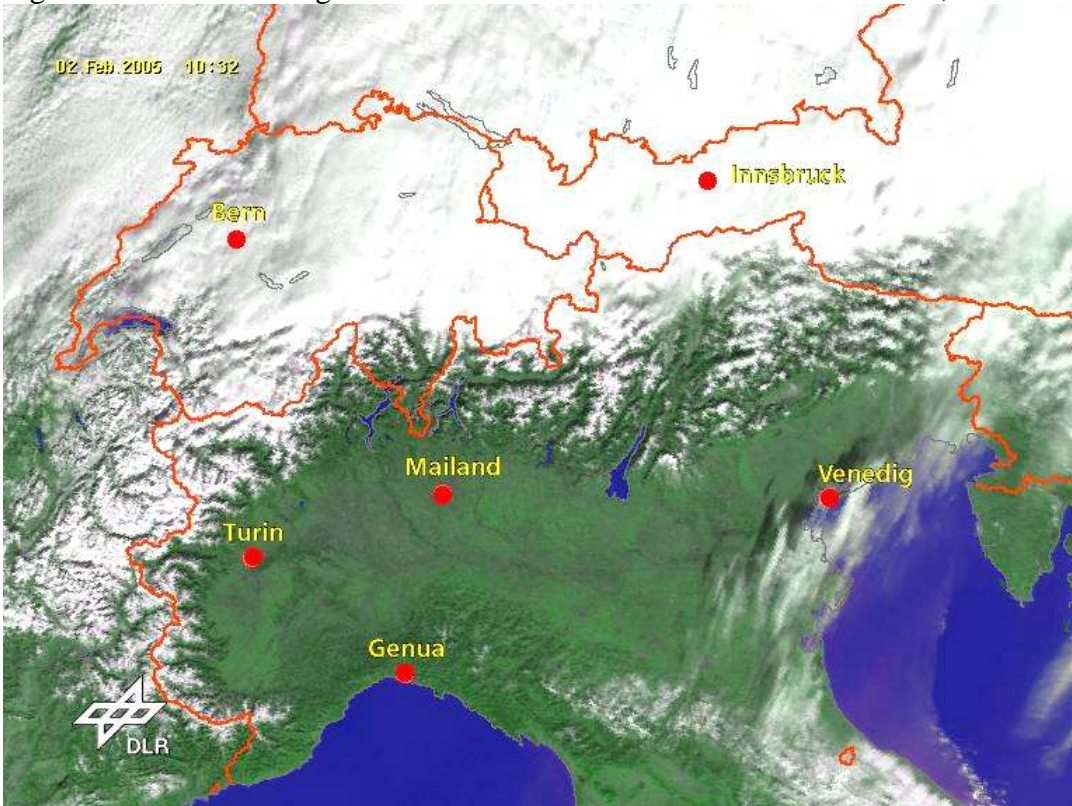 02.Feb.2005 10:32
Innsbruck
Bern
Mailand
Venedig
Turin
Genua
DLR